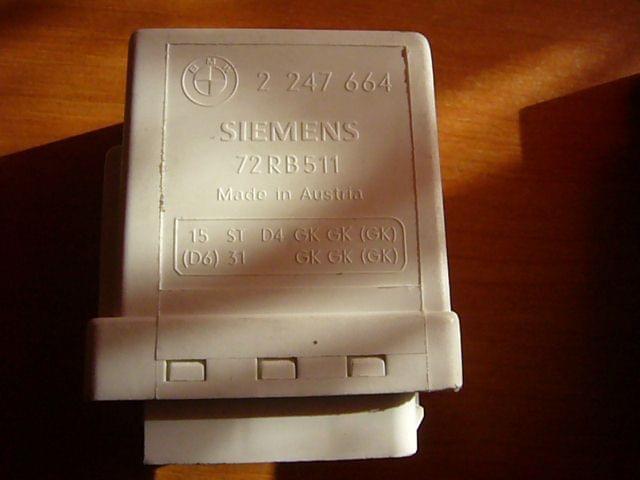 BMW 2 247 664
SIEMENS
72RB511
Made in Austria
15 ST D4 GK GK (GK)
(D6) 31 GK GK (GK)